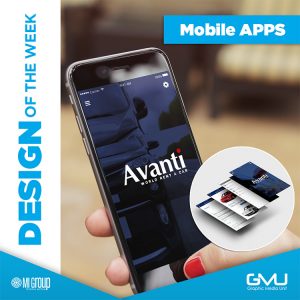 DESIGN OF THE WEEK
Mobile APPS
Avanti
WORLD RENT A CAR
MI GROUP
GMU
Graphic Media Unit